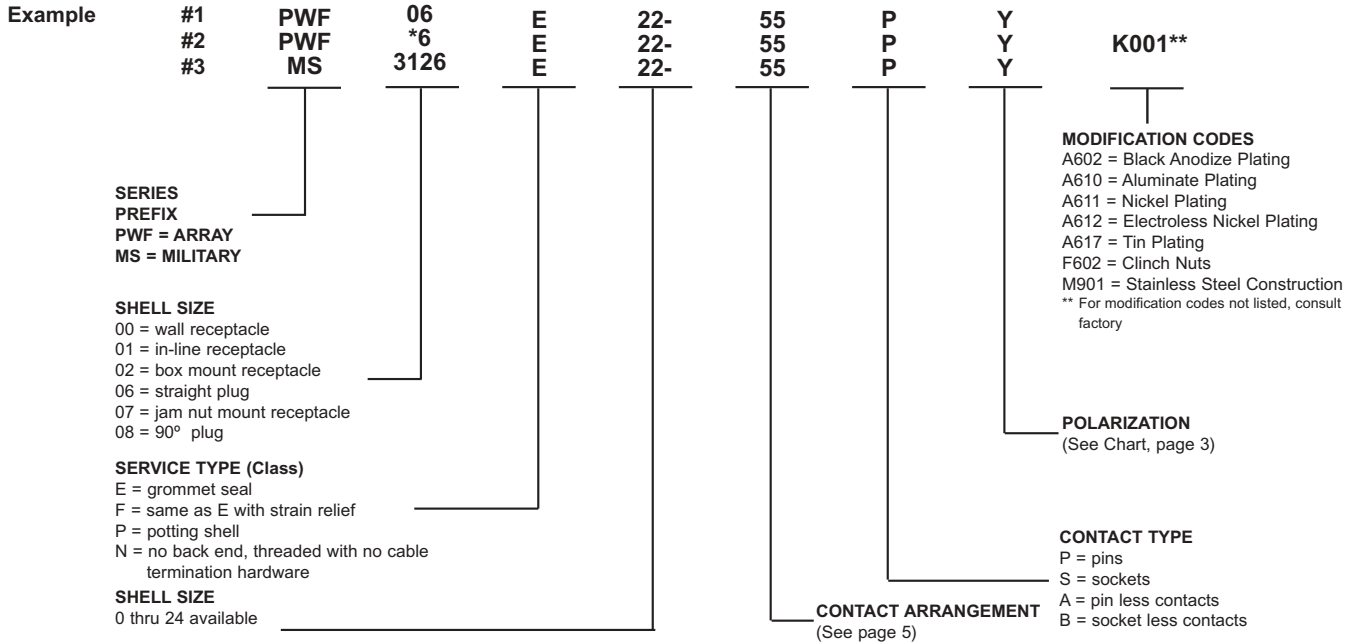 Example #1 PWF 06 E 22- 55 P Y
#2 PWF *6 E 22- 55 P Y K001**
#3 MS 3126 E 22- 55 P Y
SERIES
PREFIX
PWF = ARRAY
MS = MILITARY
SHELL SIZE
00 = wall receptacle
01 = in-line receptacle
02 = box mount receptacle
06 = straight plug
07 = jam nut mount receptacle
08 = 90º plug
SERVICE TYPE (Class)
E = grommet seal
F = same as E with strain relief
P = potting shell
N = no back end, threaded with no cable
termination hardware
SHELL SIZE
0 thru 24 available
CONTACT ARRANGEMENT
(See page 5)
MODIFICATION CODES
A602 = Black Anodize Plating
A610 = Aluminate Plating
A611 = Nickel Plating
A612 = Electroless Nickel Plating
A617 = Tin Plating
F602 = Clinch Nuts
M901 = Stainless Steel Construction
** For modification codes not listed, consult
factory
POLARIZATION
(See Chart, page 3)
CONTACT TYPE
P = pins
S = sockets
A = pin less contacts
B = socket less contacts